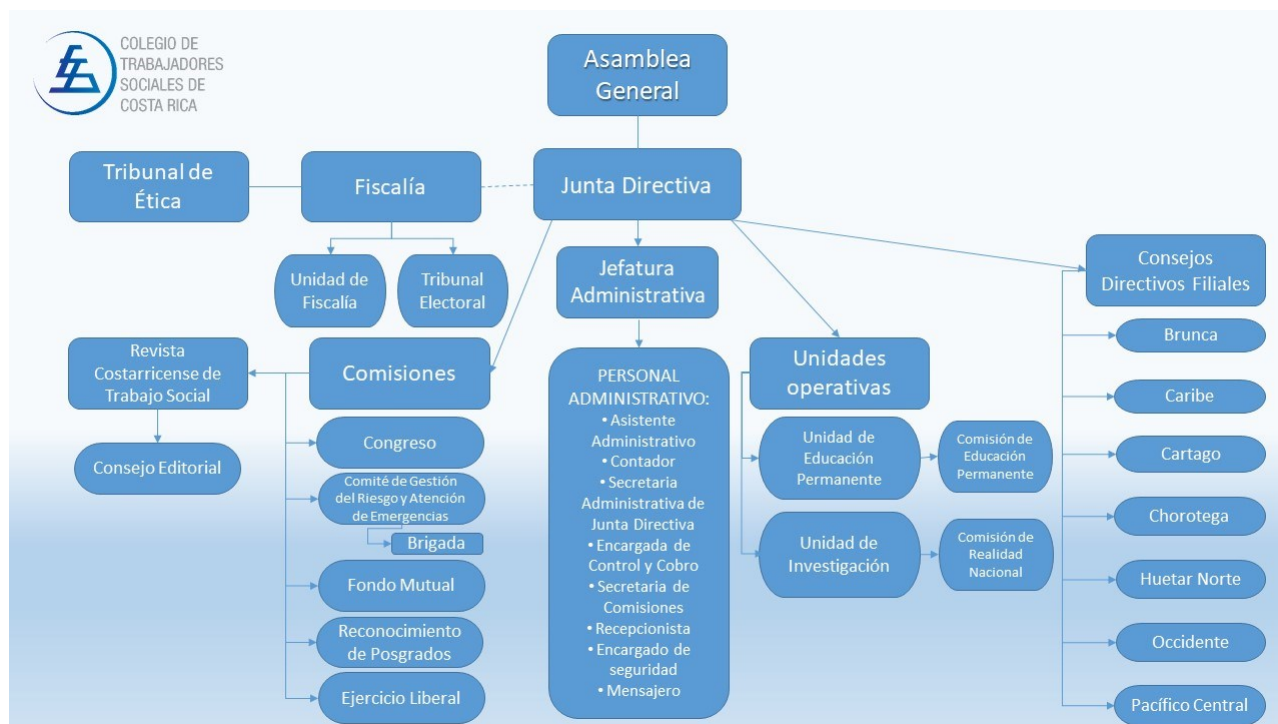 COLEGIO DE
TRABAJADORES
SOCIALES DE
COSTA RICA
Asamblea
General
Tribunal de
Ética
Fiscalía
Junta Directiva
Unidad de
Fiscalía
Tribunal
Electoral
Jefatura
Administrativa
Consejos
Directivos Filiales
Revista
Costarricense de
Trabajo Social
Consejo Editorial
Comisiones
Congreso
Comité de Gestión
del Riesgo y Atención
de Emergencias
Brigada
Fondo Mutual
Reconocimiento
de Posgrados
Ejercicio Liberal
PERSONAL
ADMINISTRATIVO:
• Asistente
Administrativo
• Contador
• Secretaria
Administrativa de
Junta Directiva
• Encargada de
Control y Cobro
• Secretaria de
Comisiones
• Recepcionista
• Encargado de
seguridad
• Mensajero
Unidades
operativas
Unidad de
Educación
Permanente
Comisión de
Educación
Permanente
Unidad de
Investigación
Comisión de
Realidad
Nacional
Brunca
Caribe
Cartago
Chorotega
Huetar Norte
Occidente
Pacífico Central